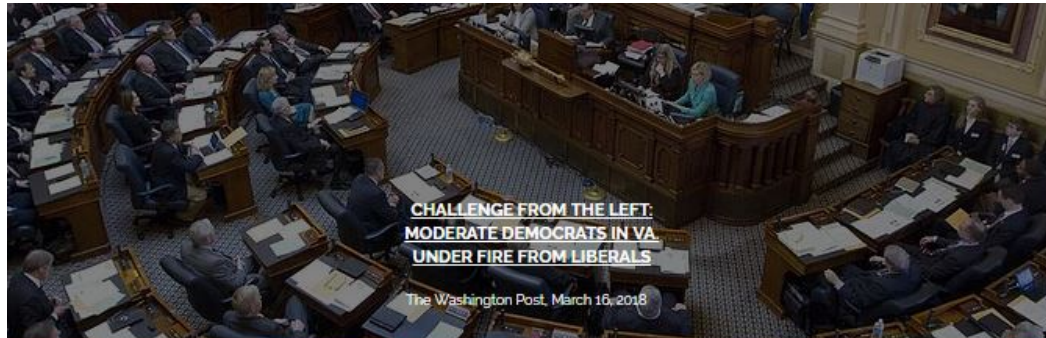 CHALLENGE FROM THE LEFT:
MODERATE DEMOCRATS IN VA.
UNDER FIRE FROM LIBERALS
The Washington Post, March 16, 2018